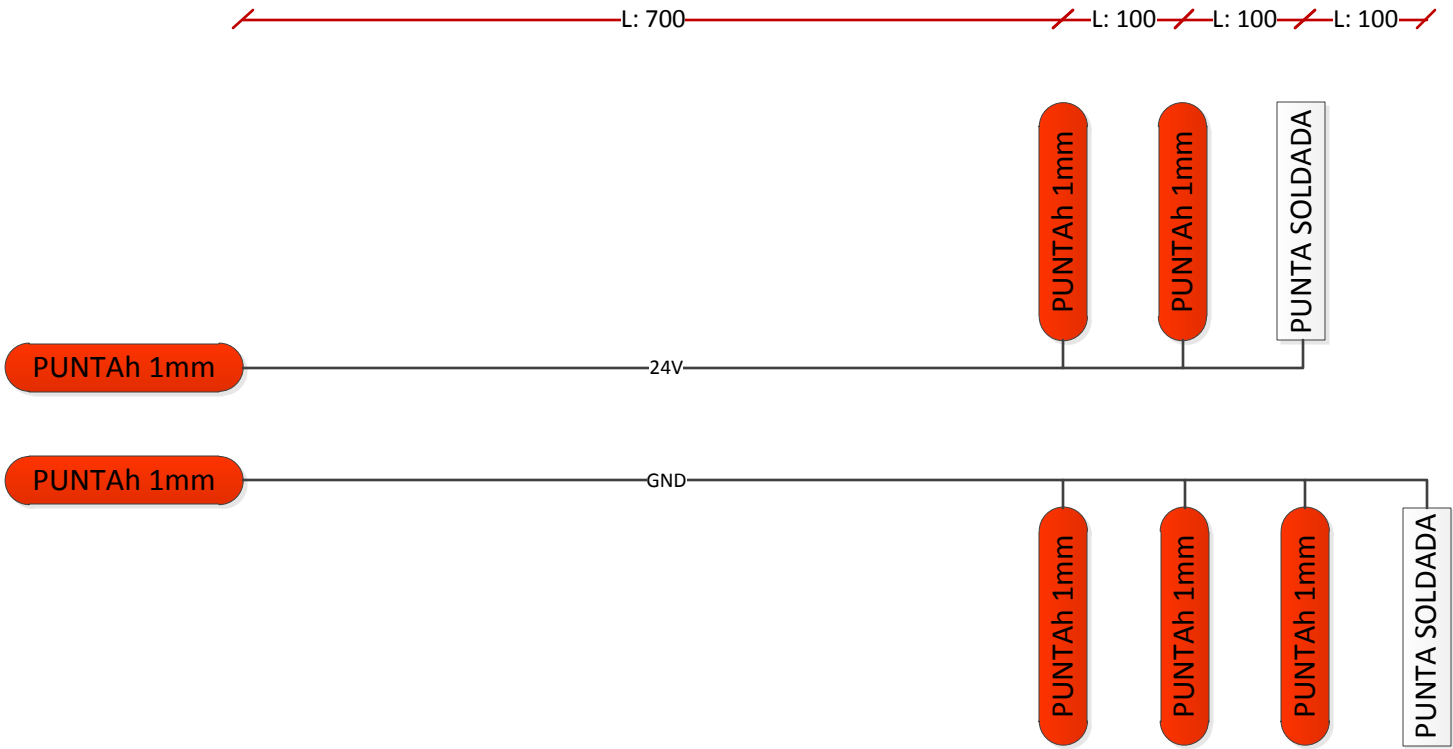 L: 700
L: 100
L: 100
L: 100
PUNTAh 1mm
PUNTAh 1mm
PUNTA SOLDADA
PUNTAh 1mm
24V
PUNTAh 1mm
GND
PUNTAh 1mm
PUNTAh 1mm
PUNTAh 1mm
PUNTA SOLDADA